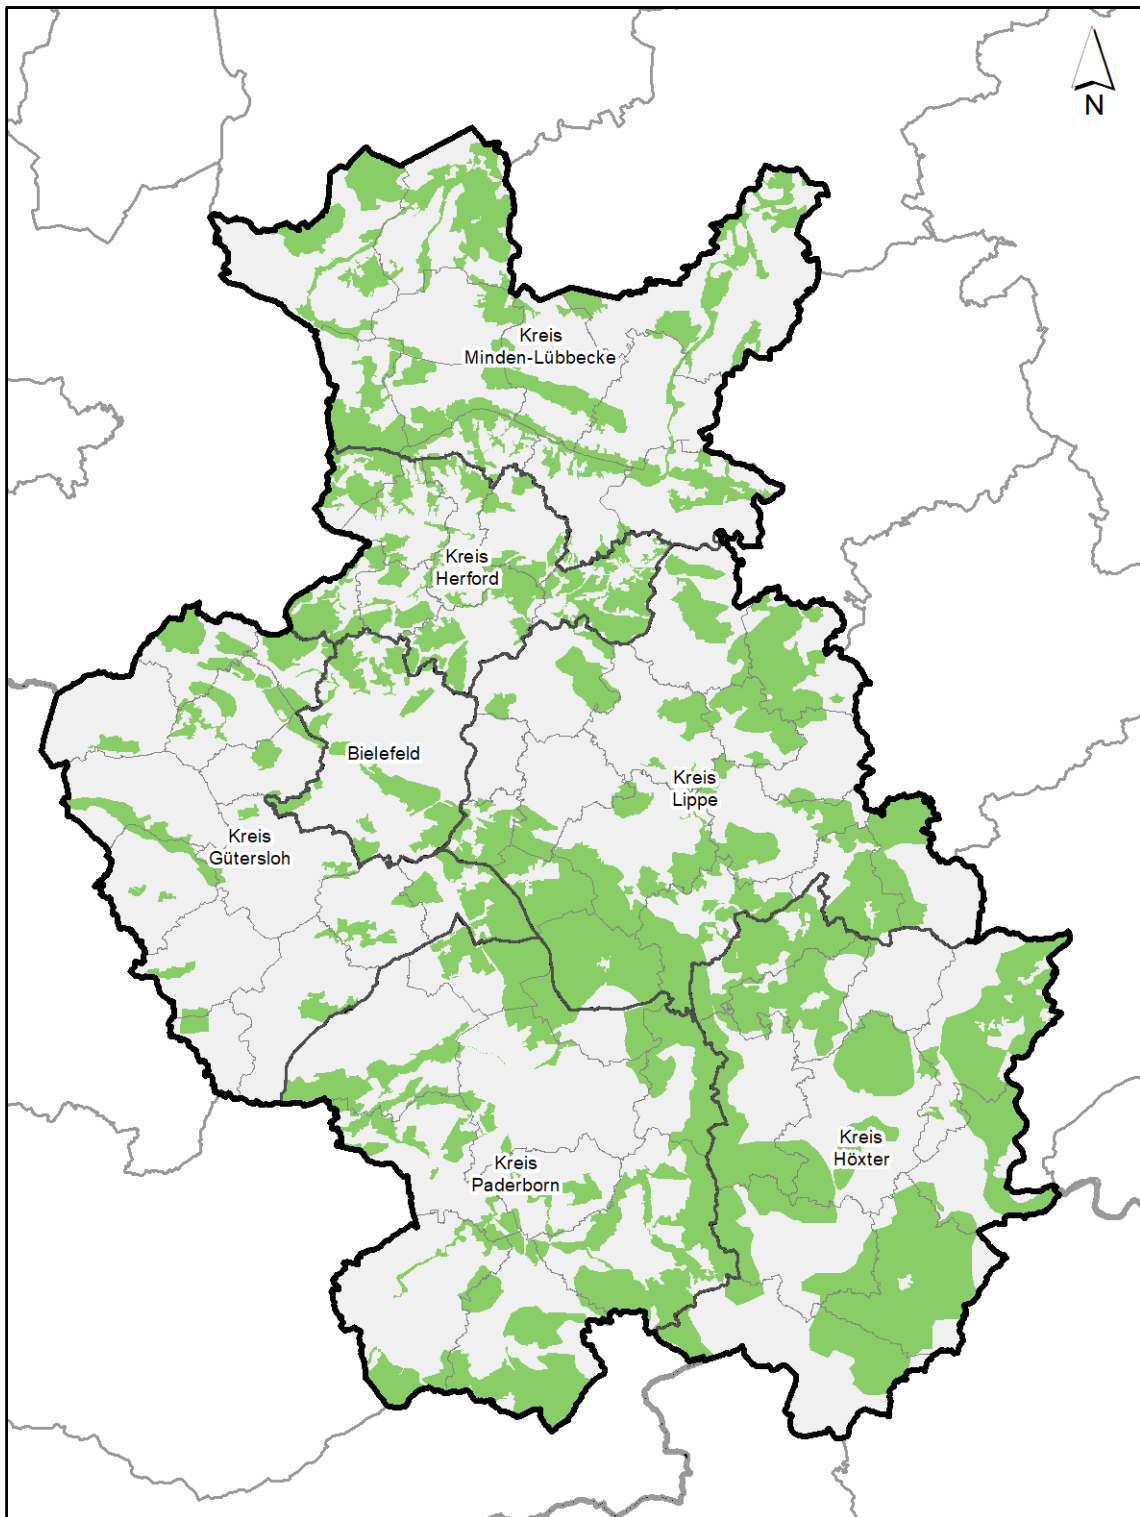 N
Kreis
Minden-Lübbecke
Kreis
Herford
Bielefeld
Kreis
Lippe
Kreis
Gütersloh
Kreis
Höxter
Kreis
Paderborn